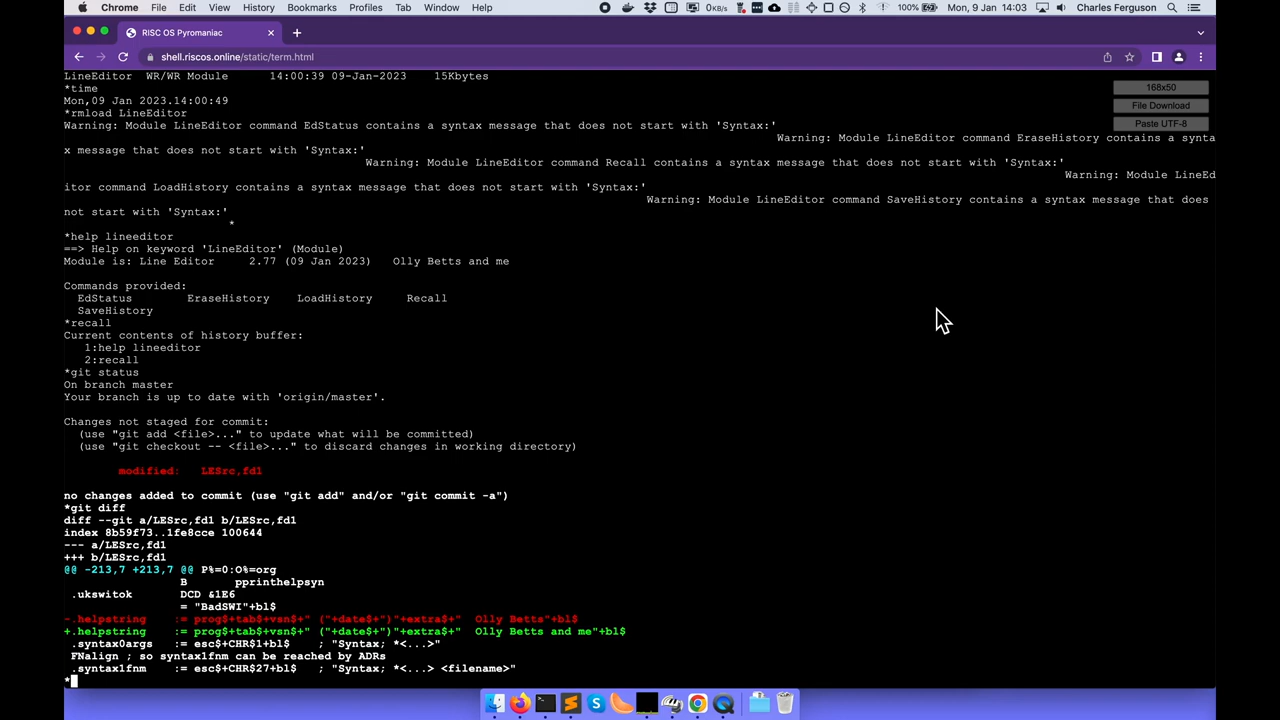 Chrome File Edit View History Bookmarks Profiles Tab Window Help 0KB/s 100% Mon, 9 Jan 14:03 Charles Ferguson
RISC OS Pyromaniac
shell.riscos.online/static/term.html
LineEditor  WR/WR Module     14:00:39 09-Jan-2023    15Kbytes
*time
Mon,09 Jan 2023.14:00:49
*rmload LineEditor
Warning: Module LineEditor command EdStatus contains a syntax message that does not start with 'Syntax:'
Warning: Module LineEditor command EraseHistory contains a synta
x message that does not start with 'Syntax:'
Warning: Module LineEditor command Recall contains a syntax message that does not start with 'Syntax:'
Warning: Module LineEd
itor command LoadHistory contains a syntax message that does not start with 'Syntax:'
Warning: Module LineEditor command SaveHistory contains a syntax message that does
not start with 'Syntax:'
*
*help lineeditor
==> Help on keyword 'LineEditor' (Module)
Module is: Line Editor     2.77 (09 Jan 2023)   Olly Betts and me
Commands provided:
EdStatus        EraseHistory    LoadHistory     Recall
SaveHistory
*recall
Current contents of history buffer:
1:help lineeditor
2:recall
*git status
On branch master
Your branch is up to date with 'origin/master'.
Changes not staged for commit:
(use "git add <file>..." to update what will be committed)
(use "git checkout -- <file>..." to discard changes in working directory)
modified:   LESrc,fd1
no changes added to commit (use "git add" and/or "git commit -a")
*git diff
diff --git a/LESrc,fd1 b/LESrc,fd1
index 8b59f73..1fe8cce 100644
--- a/LESrc,fd1
+++ b/LESrc,fd1
@@ -213,7 +213,7 @@ P%=0:O%=org
B       pprinthelpsyn
.ukswitok       DCD &1E6
= "BadSWI"+bl$
-.helpstring    := prog$+tab$+vsn$+" ("+date$+")"+extra$+"  Olly Betts"+bl$
+.helpstring    := prog$+tab$+vsn$+" ("+date$+")"+extra$+"  Olly Betts and me"+bl$
.syntax0args   := esc$+CHR$1+bl$    ; "Syntax; *<...>"
FNalign ; so syntax1fnm can be reached by ADRs
.syntax1fnm    := esc$+CHR$27+bl$   ; "Syntax; *<...> <filename>"
*
168x50
File Download
Paste UTF-8